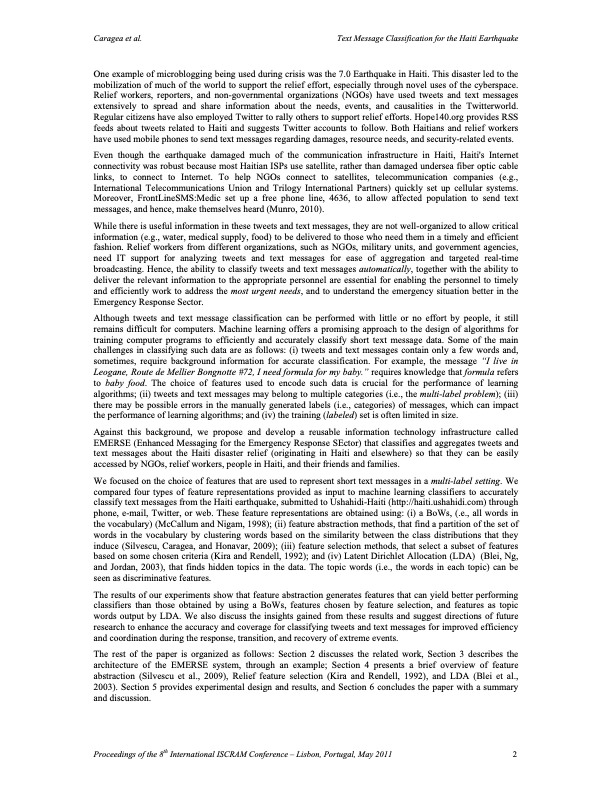 Caragea et al. Text Message Classification for the Haiti Earthquake
One example of microblogging being used during crisis was the 7.0 Earthquake in Haiti. This disaster led to the
mobilization of much of the world to support the relief effort, especially through novel uses of the cyberspace.
Relief workers, reporters, and non-governmental organizations (NGOs) have used tweets and text messages
extensively to spread and share information about the needs, events, and causalities in the Twitterworld.
Regular citizens have also employed Twitter to rally others to support relief efforts. Hope140.org provides RSS
feeds about tweets related to Haiti and suggests Twitter accounts to follow. Both Haitians and relief workers
have used mobile phones to send text messages regarding damages, resource needs, and security-related events.
Even though the earthquake damaged much of the communication infrastructure in Haiti, Haiti's Internet
connectivity was robust because most Haitian ISPs use satellite, rather than damaged undersea fiber optic cable
links, to connect to Internet. To help NGOs connect to satellites, telecommunication companies (e.g.,
International Telecommunications Union and Trilogy International Partners) quickly set up cellular systems.
Moreover, FrontLineSMS:Medic set up a free phone line, 4636, to allow affected population to send text
messages, and hence, make themselves heard (Munro, 2010).
While there is useful information in these tweets and text messages, they are not well-organized to allow critical
information (e.g., water, medical supply, food) to be delivered to those who need them in a timely and efficient
fashion. Relief workers from different organizations, such as NGOs, military units, and government agencies,
need IT support for analyzing tweets and text messages for ease of aggregation and targeted real-time
broadcasting. Hence, the ability to classify tweets and text messages automatically, together with the ability to
deliver the relevant information to the appropriate personnel are essential for enabling the personnel to timely
and efficiently work to address the most urgent needs, and to understand the emergency situation better in the
Emergency Response Sector.
Although tweets and text message classification can be performed with little or no effort by people, it still
remains difficult for computers. Machine learning offers a promising approach to the design of algorithms for
training computer programs to efficiently and accurately classify short text message data. Some of the main
challenges in classifying such data are as follows: (i) tweets and text messages contain only a few words and,
sometimes, require background information for accurate classification. For example, the message "I live in
Leogane, Route de Mellier Bongnotte #72, I need formula for my baby." requires knowledge that formula refers
to baby food. The choice of features used to encode such data is crucial for the performance of learning
algorithms; (ii) tweets and text messages may belong to multiple categories (i.e., the multi-label problem); (iii)
there may be possible errors in the manually generated labels (i.e., categories) of messages, which can impact
the performance of learning algorithms; and (iv) the training (labeled) set is often limited in size.
Against this background, we propose and develop a reusable information technology infrastructure called
EMERSE (Enhanced Messaging for the Emergency Response SEctor) that classifies and aggregates tweets and
text messages about the Haiti disaster relief (originating in Haiti and elsewhere) so that they can be easily
accessed by NGOs, relief workers, people in Haiti, and their friends and families.
We focused on the choice of features that are used to represent short text messages in a multi-label setting. We
compared four types of feature representations provided as input to machine learning classifiers to accurately
classify text messages from the Haiti earthquake, submitted to Ushahidi-Haiti (http://haiti.ushahidi.com) through
phone, e-mail, Twitter, or web. These feature representations are obtained using: (i) a BoWs, (.e., all words in
the vocabulary) (McCallum and Nigam, 1998); (ii) feature abstraction methods, that find a partition of the set of
words in the vocabulary by clustering words based on the similarity between the class distributions that they
induce (Silvescu, Caragea, and Honavar, 2009); (iii) feature selection methods, that select a subset of features
based on some chosen criteria (Kira and Rendell, 1992); and (iv) Latent Dirichlet Allocation (LDA) (Blei, Ng,
and Jordan, 2003), that finds hidden topics in the data. The topic words (i.e., the words in each topic) can be
seen as discriminative features.
The results of our experiments show that feature abstraction generates features that can yield better performing
classifiers than those obtained by using a BoWs, features chosen by feature selection, and features as topic
words output by LDA. We also discuss the insights gained from these results and suggest directions of future
research to enhance the accuracy and coverage for classifying tweets and text messages for improved efficiency
and coordination during the response, transition, and recovery of extreme events.
The rest of the paper is organized as follows: Section 2 discusses the related work, Section 3 describes the
architecture of the EMERSE system, through an example; Section 4 presents a brief overview of feature
abstraction (Silvescu et al., 2009), Relief feature selection (Kira and Rendell, 1992), and LDA (Blei et al.,
2003). Section 5 provides experimental design and results, and Section 6 concludes the paper with a summary
and discussion.
Proceedings of the 8th International ISCRAM Conference – Lisbon, Portugal, May 2011 2